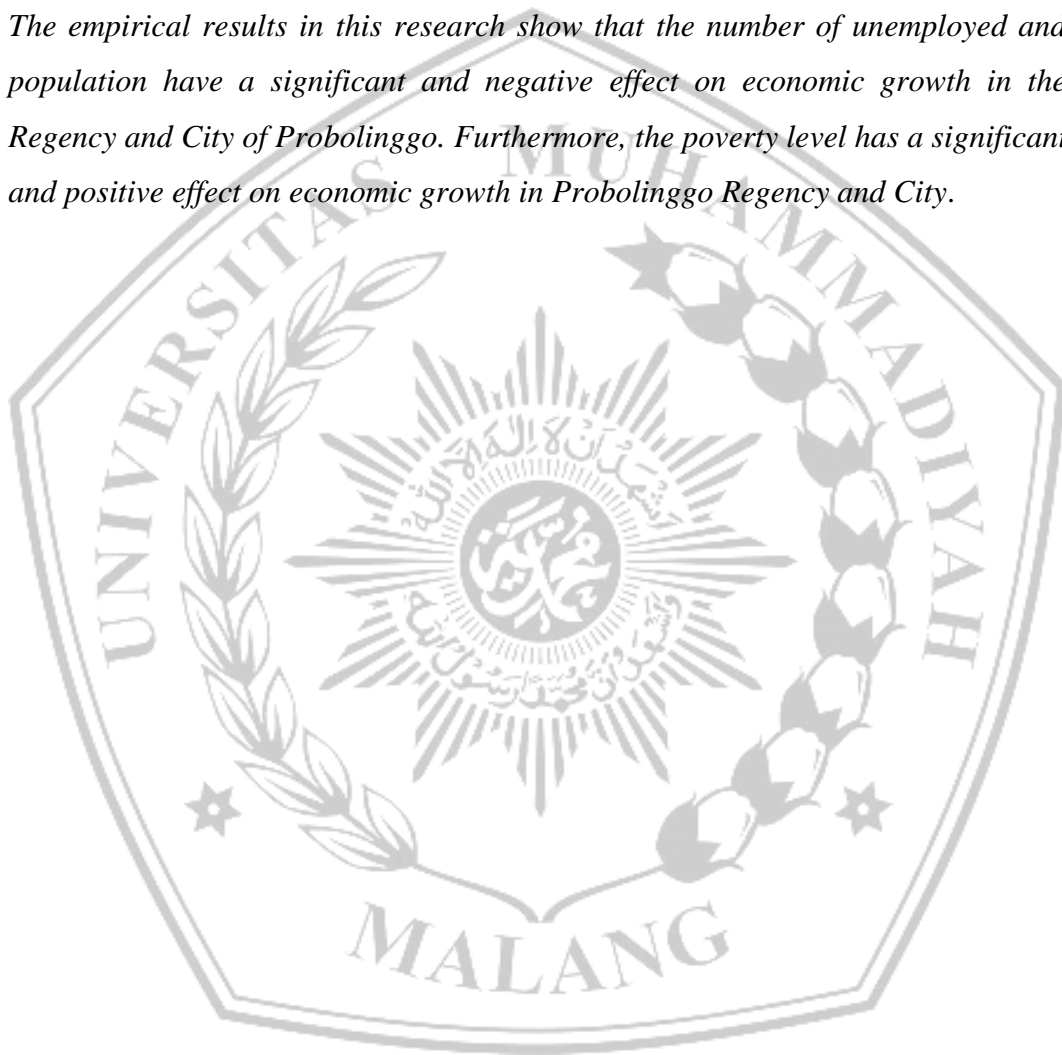 The empirical results in this research show that the number of unemployed and
population have a significant and negative effect on economic growth in the
Regency and City of Probolinggo. Furthermore, the poverty level has a significant
and positive effect on economic growth in Probolinggo Regency and City.
UNIVERSITAS MUHAMMADIYAH
MALANG